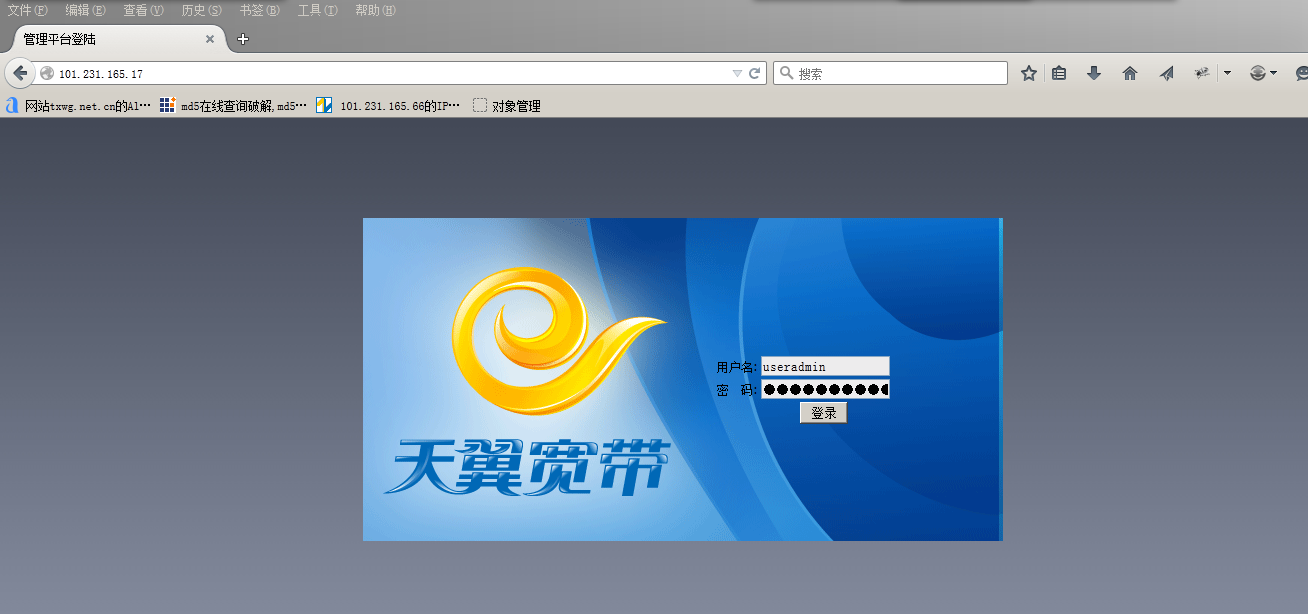 文件(F) 编辑(E) 查看(V) 历史(S) 书签(B) 工具(T) 帮助(H)
管理平台登陆
101.231.165.17 搜索
网站txwg.net.cn的Al… md5在线查询破解,md5… 101.231.165.66的IP… 对象管理
用户名: useradmin
密 码:
登录
天翼宽带